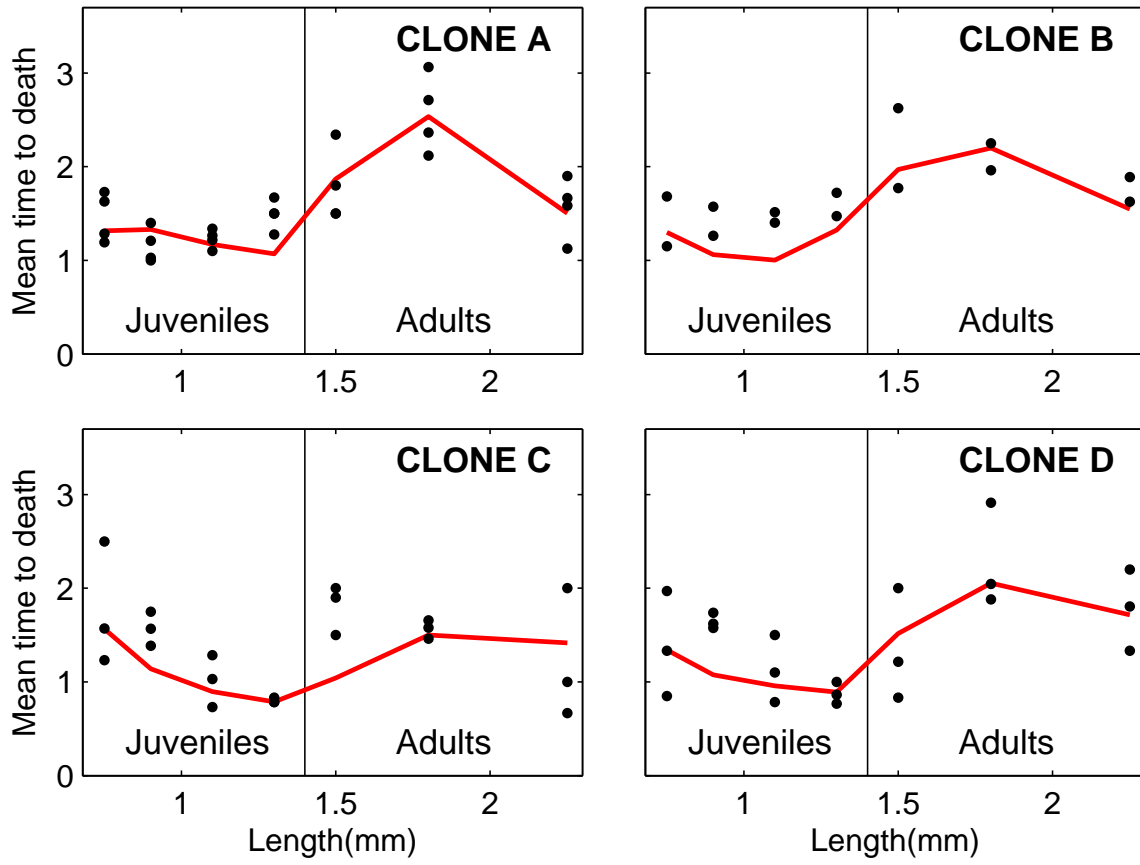 CLONE A
Mean time to death
3
2
1
0
Juveniles
Adults
1
1.5
2
CLONE B
Juveniles
Adults
1
1.5
2
CLONE C
Mean time to death
3
2
1
0
Juveniles
Adults
1
1.5
2
Length(mm)
CLONE D
Juveniles
Adults
1
1.5
2
Length(mm)